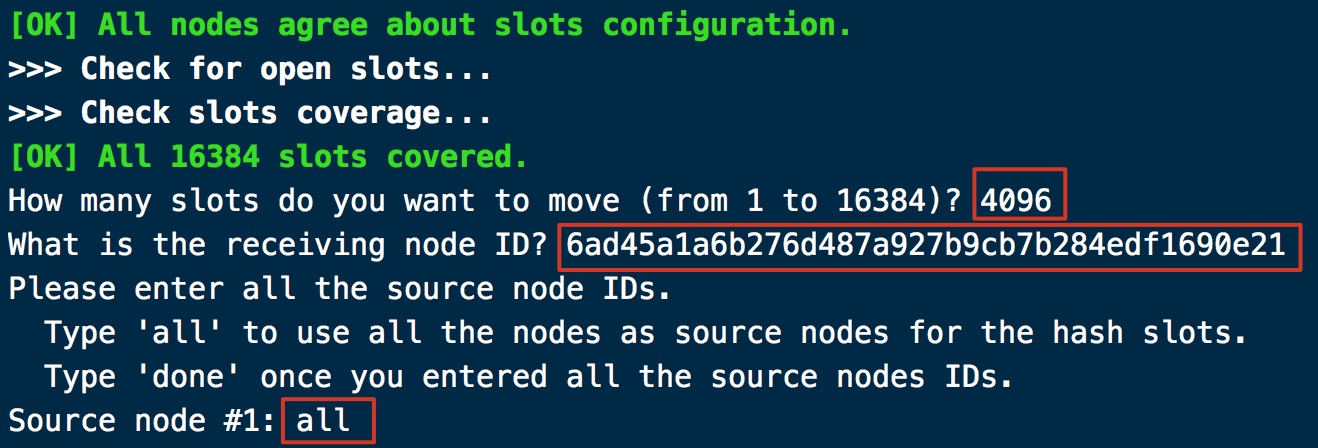 [OK] All nodes agree about slots configuration.
>>> Check for open slots...
>>> Check slots coverage...
[OK] All 16384 slots covered.
How many slots do you want to move (from 1 to 16384)? 4096
What is the receiving node ID? 6ad45a1a6b276d487a927b9cb7b284edf1690e21
Please enter all the source node IDs.
  Type 'all' to use all the nodes as source nodes for the hash slots.
  Type 'done' once you entered all the source nodes IDs.
Source node #1: all